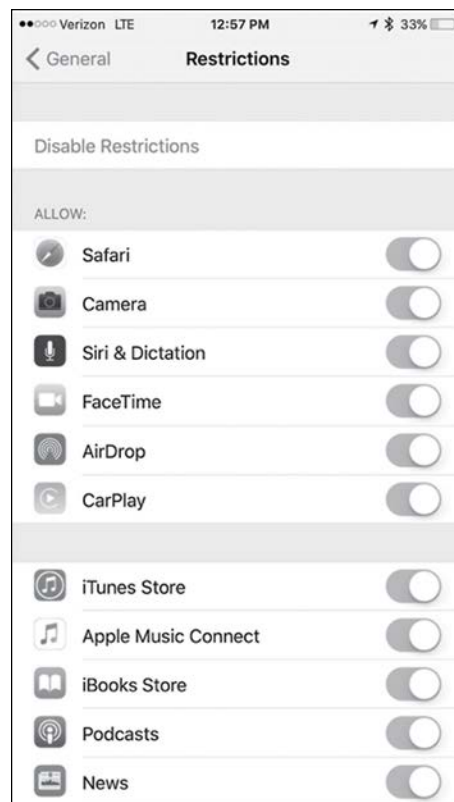 Verizon LTE 12:57 PM 33%
General Restrictions
Disable Restrictions
ALLOW:
Safari
Camera
Siri & Dictation
FaceTime
AirDrop
CarPlay
iTunes Store
Apple Music Connect
iBooks Store
Podcasts
News